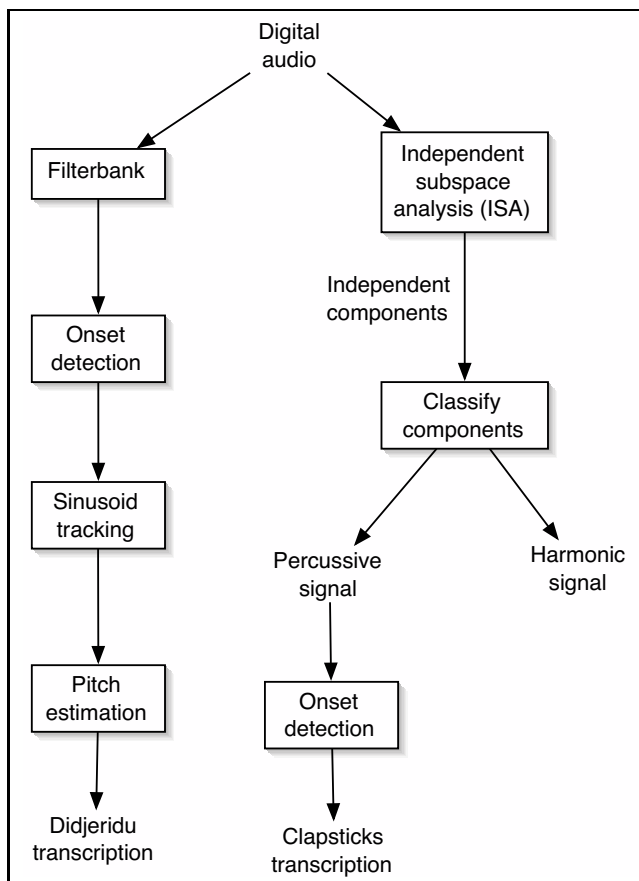 Digital
audio
Filterbank
Independent
subspace
analysis (ISA)
Independent
components
Onset
detection
Classify
components
Sinusoid
tracking
Percussive
signal
Harmonic
signal
Pitch
estimation
Onset
detection
Didjeridu
transcription
Clapsticks
transcription